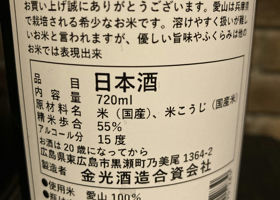 お買い上げ誠にありがとうございます。愛山は兵庫県
で栽培される希少なお米です。溶けやすく扱いが難し
いお米と言われますが、優しい旨味やふくらみは他の
お米では表現出来
品目 日本酒
内容量 720ml
原材料名 米(国産)、米こうじ(国産米)
精米歩合 55%
アルコール分 15度
お酒は20歳になってから
広島県東広島市黒瀬町乃美尾1364-2
製造者 金光酒造合資会社
●使用米 愛山100%